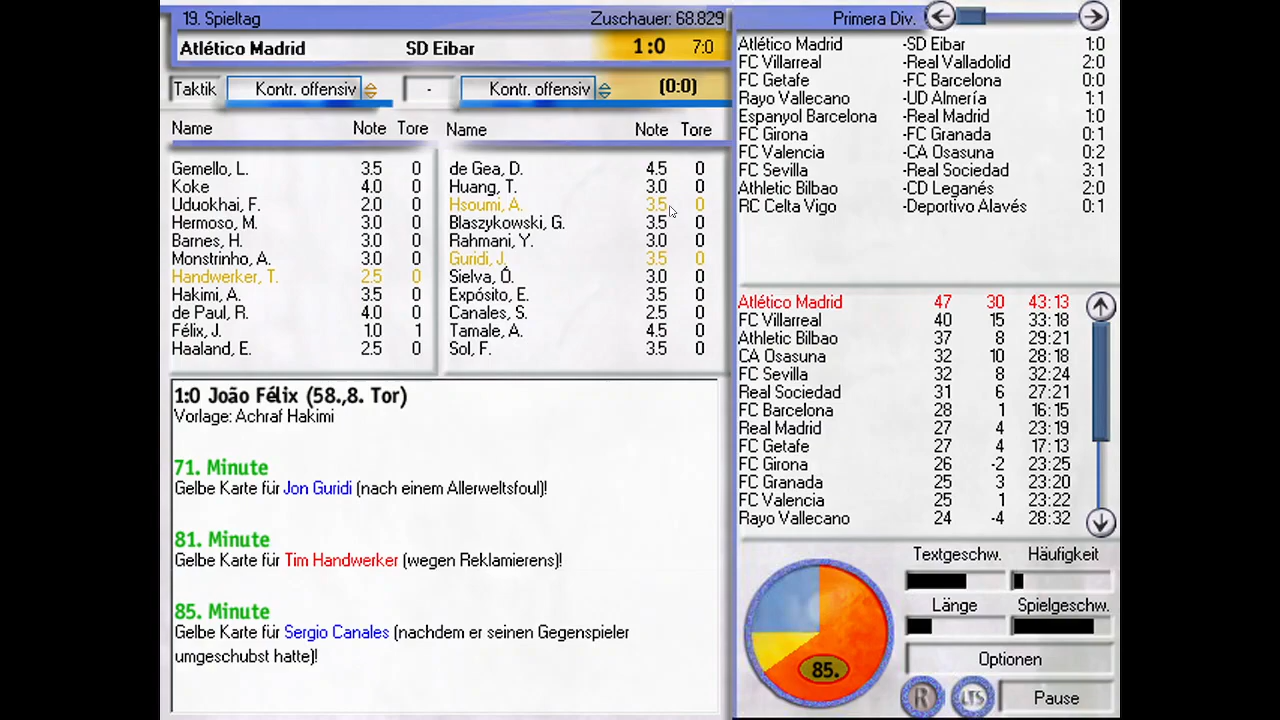 19. Spieltag Zuschauer: 68.829
Atlético Madrid SD Eibar 1:0 7:0
Taktik Kontr. offensiv - Kontr. offensiv (0:0)
Name Note Tore Name Note Tore
Gemello, L. 3.5 0 de Gea, D. 4.5 0
Koke 4.0 0 Huang, T. 3.0 0
Uduokhai, F. 2.0 0 Hsoumi, A. 3.5 0
Hermoso, M. 3.0 0 Blaszykowski, G. 3.5 0
Barnes, H. 3.0 0 Rahmani, Y. 3.0 0
Monstrinho, A. 3.0 0 Guridi, J. 3.5 0
Handwerker, T. 2.5 0 Sielva, Ó. 3.0 0
Hakimi, A. 3.5 0 Expósito, E. 3.5 0
de Paul, R. 4.0 0 Canales, S. 2.5 0
Félix, J. 1.0 1 Tamale, A. 4.5 0
Haaland, E. 2.5 0 Sol, F. 3.5 0
1:0 João Félix (58.,8. Tor)
Vorlage: Achraf Hakimi
71. Minute
Gelbe Karte für Jon Guridi (nach einem Allerweltsfoul)!
81. Minute
Gelbe Karte für Tim Handwerker (wegen Reklamierens)!
85. Minute
Gelbe Karte für Sergio Canales (nachdem er seinen Gegenspieler
umgeschubst hatte)!
Primera Div.
Atlético Madrid -SD Eibar 1:0
FC Villarreal -Real Valladolid 2:0
FC Getafe -FC Barcelona 0:0
Rayo Vallecano -UD Almería 1:1
Espanyol Barcelona -Real Madrid 1:0
FC Girona -FC Granada 0:1
FC Valencia -CA Osasuna 0:2
FC Sevilla -Real Sociedad 3:1
Athletic Bilbao -CD Leganés 2:0
RC Celta Vigo -Deportivo Alavés 0:1
Atlético Madrid 47 30 43:13
FC Villarreal 40 15 33:18
Athletic Bilbao 37 8 29:21
CA Osasuna 32 10 28:18
FC Sevilla 32 8 32:24
Real Sociedad 31 6 27:21
FC Barcelona 28 1 16:15
Real Madrid 27 4 23:19
FC Getafe 27 4 17:13
FC Girona 26 -2 23:25
FC Granada 25 3 23:20
FC Valencia 25 1 23:22
Rayo Vallecano 24 -4 28:32
Textgeschw. Häufigkeit
Länge Spielgeschw.
85.
Optionen
R LTS Pause